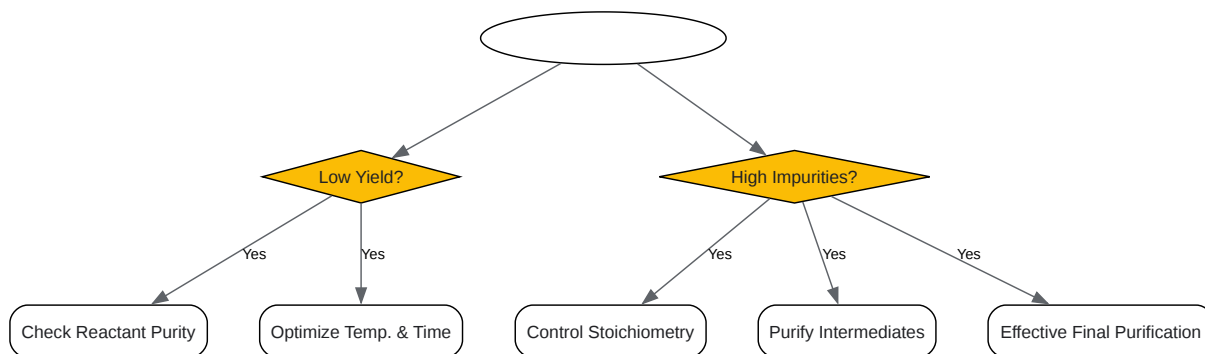 Low Yield?
High Impurities?
Yes
Yes
Yes
Yes
Yes
Check Reactant Purity
Optimize Temp. & Time
Control Stoichiometry
Purify Intermediates
Effective Final Purification